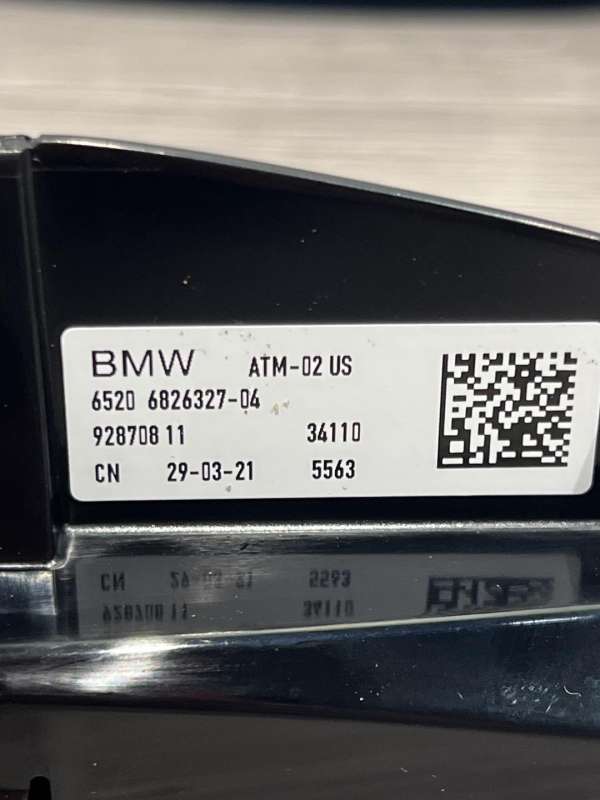 BMW ATM-02 US
6520 6826327-04
928708 11 34110
CN 29-03-21 5563